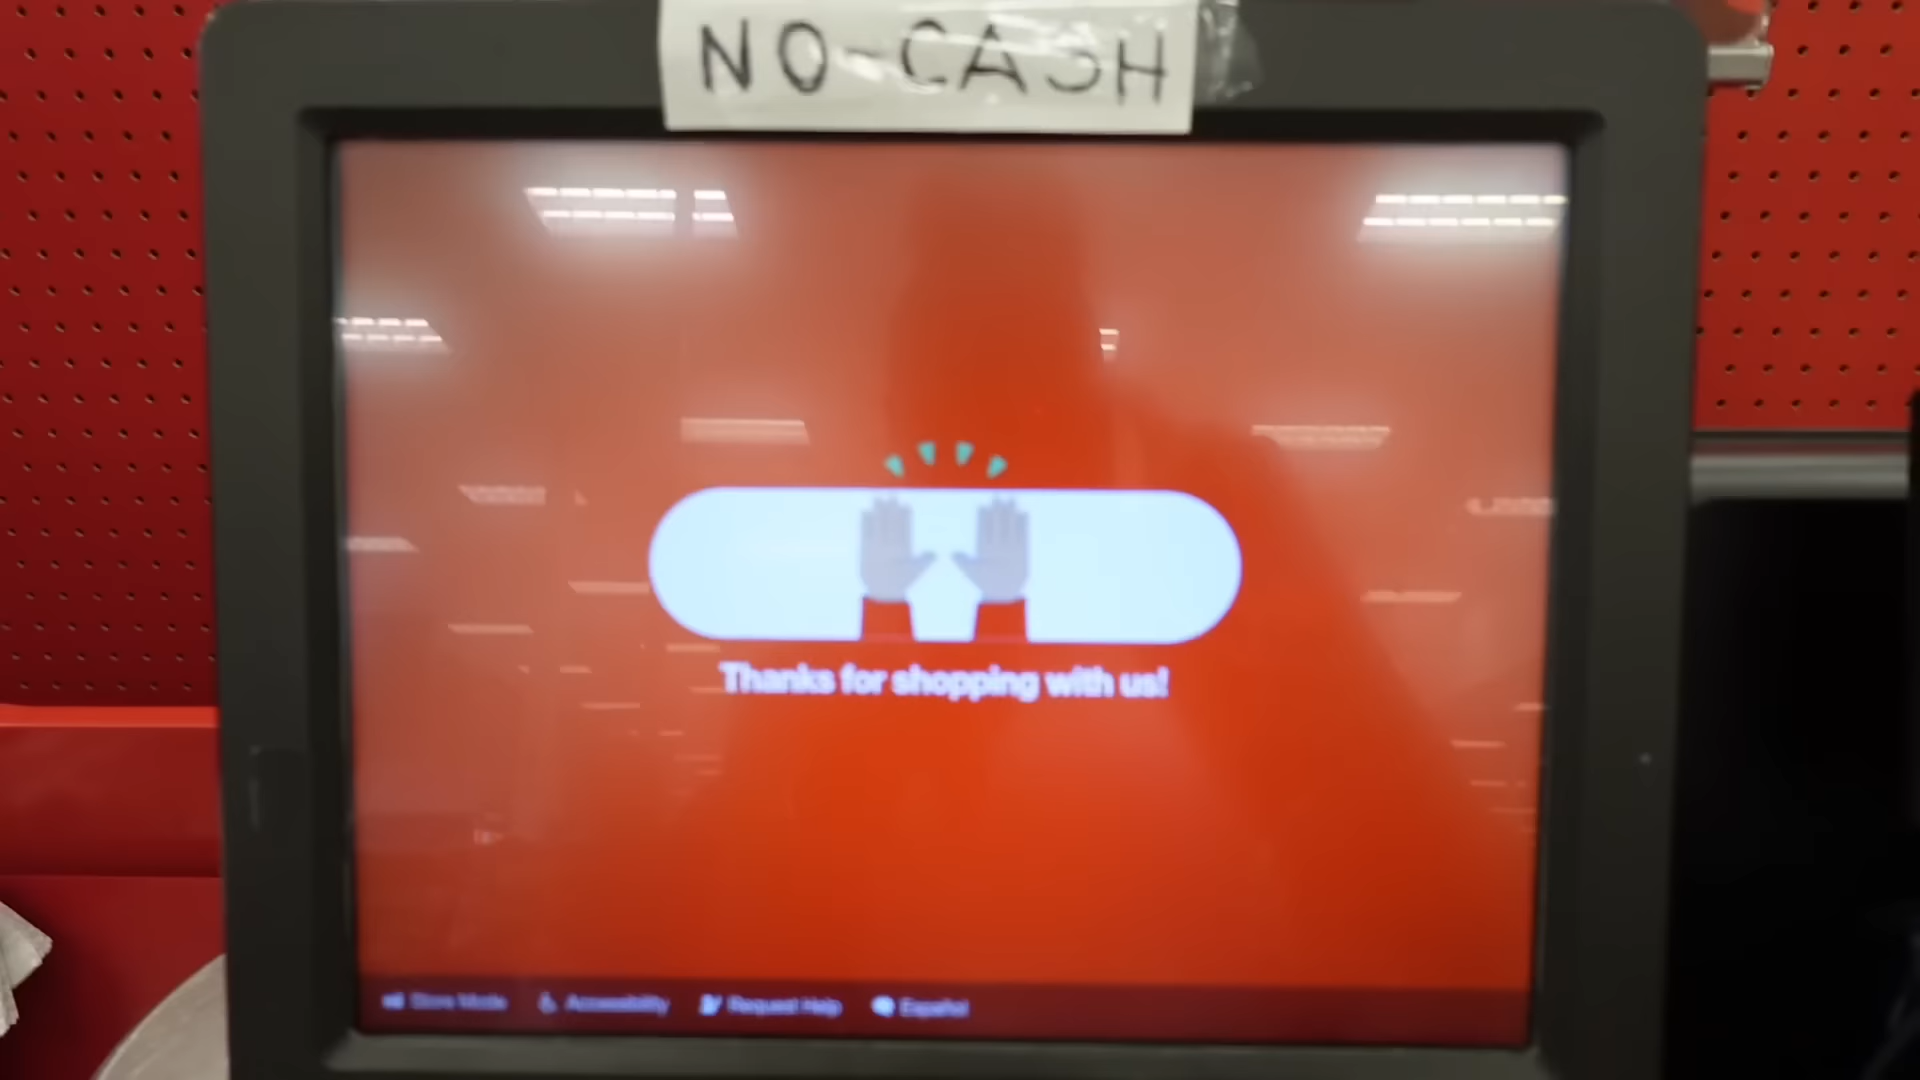 NO-CASH
Thanks for shopping with us!
Store Mode Accessibility Request Help Español